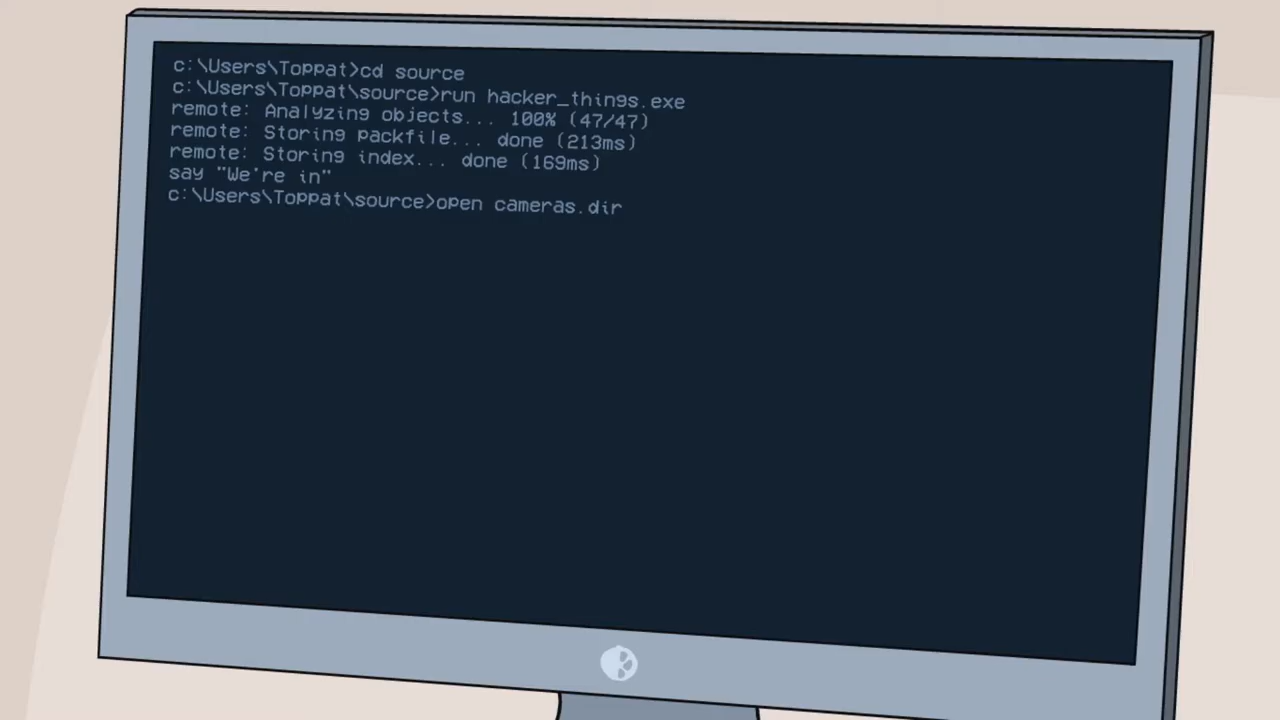 c:\Users\Toppat>cd source
c:\Users\Toppat\source>run hacker_things.exe
remote: Analyzing objects... 100% (47/47)
remote: Storing packfile... done (213ms)
remote: Storing index... done (169ms)
say "We're in"
c:\Users\Toppat\source>open cameras.dir